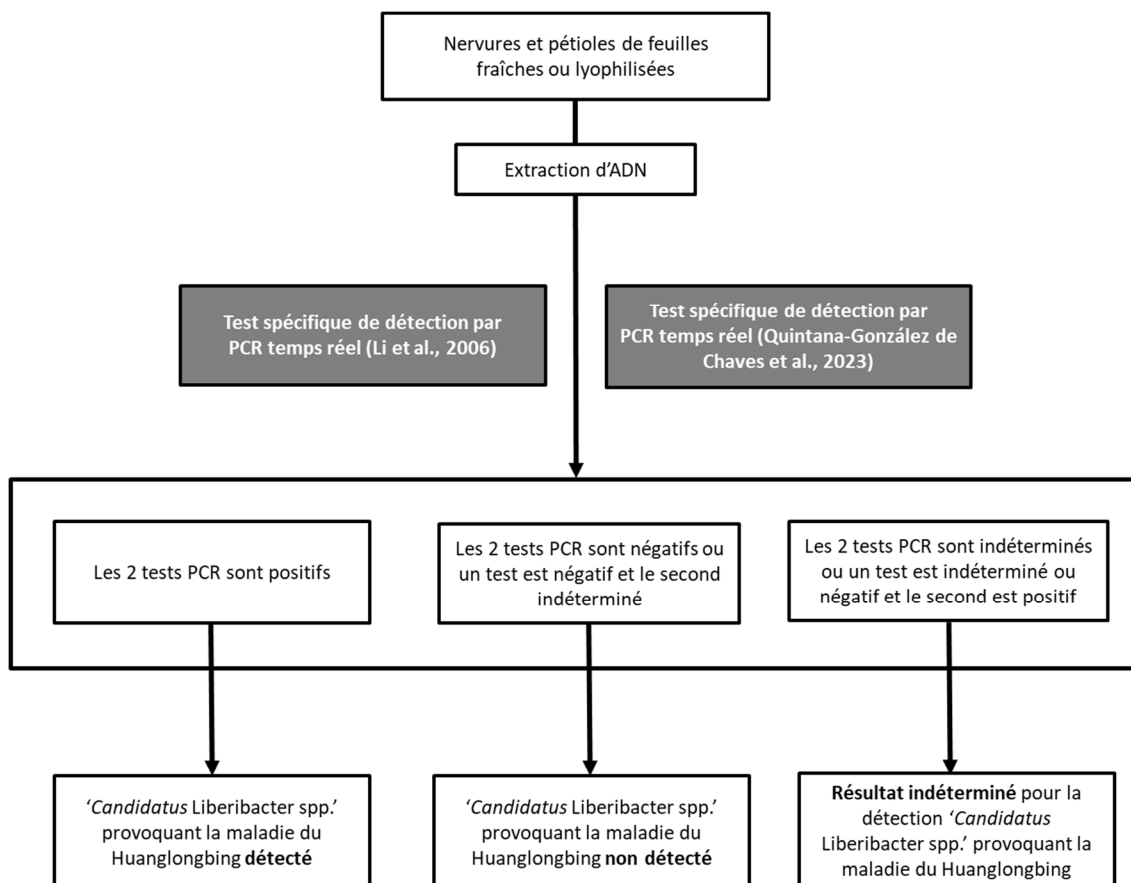 Nervures et pétioles de feuilles
fraîches ou lyophilisées
Extraction d'ADN
Test spécifique de détection par
PCR temps réel (Li et al., 2006)
Test spécifique de détection par
PCR temps réel (Quintana-González de
Chaves et al., 2023)
Les 2 tests PCR sont positifs
Les 2 tests PCR sont négatifs ou
un test est négatif et le second
indéterminé
Les 2 tests PCR sont indéterminés
ou un test est indéterminé ou
négatif et le second est positif
'Candidatus Liberibacter spp.'
provoquant la maladie du
Huanglongbing détecté
'Candidatus Liberibacter spp.'
provoquant la maladie du
Huanglongbing non détecté
Résultat indéterminé pour la
détection 'Candidatus
Liberibacter spp.' provoquant la
maladie du Huanglongbing